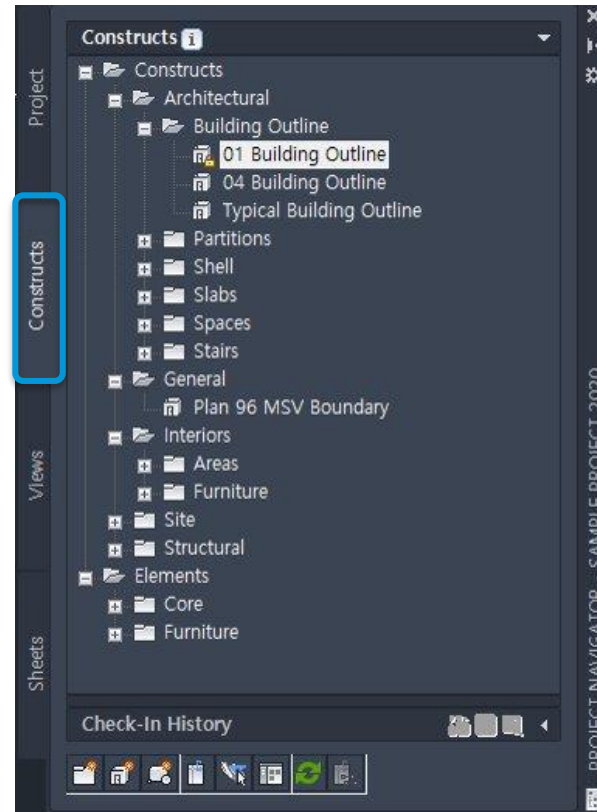 Project
Constructs
Views
Sheets
Constructs
Constructs
Architectural
Building Outline
01 Building Outline
04 Building Outline
Typical Building Outline
Partitions
Shell
Slabs
Spaces
Stairs
General
Plan 96 MSV Boundary
Interiors
Areas
Furniture
Site
Structural
Elements
Core
Furniture
Check-In History
PROJECT NAVIGATOR - SAMPLE PROJECT 2020